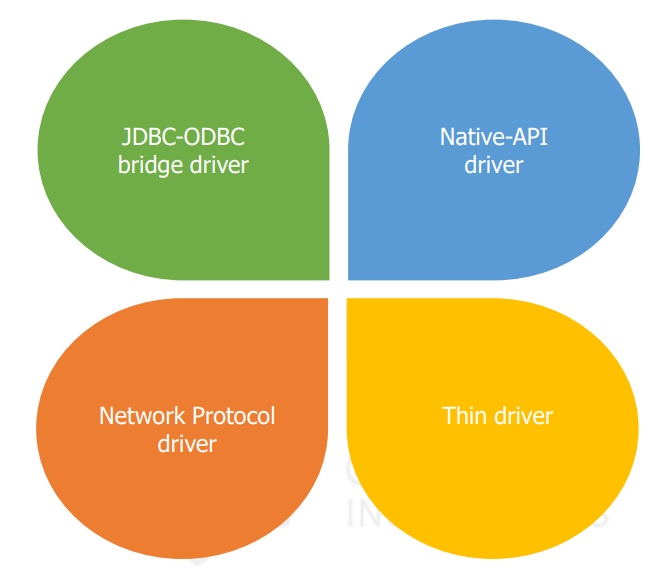 JDBC-ODBC
bridge driver
Native-API
driver
Network Protocol
driver
Thin driver